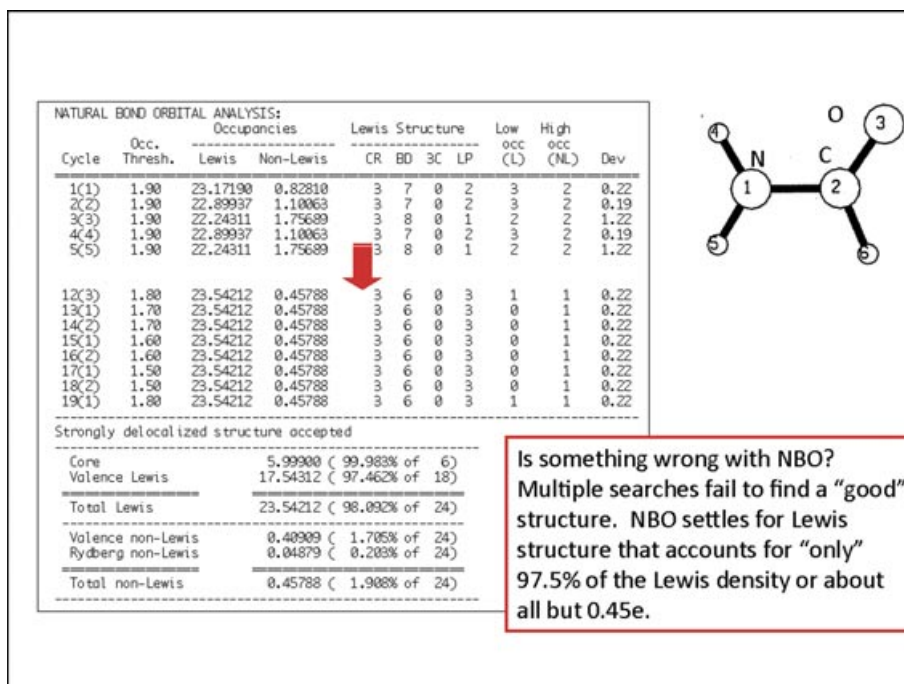 NATURAL BOND ORBITAL ANALYSIS:
Occupancies Lewis Structure Low High
Occ. ------------------- ----------------- occ occ
Cycle Thresh. Lewis Non-Lewis CR BD 3C LP (L) (NL) Dev
1(1) 1.90 23.17190 0.82810 3 7 0 2 3 2 0.22
2(2) 1.90 22.89937 1.10063 3 7 0 2 3 2 0.19
3(3) 1.90 22.24311 1.75689 3 8 0 1 2 2 1.22
4(4) 1.90 22.89937 1.10063 3 7 0 2 3 2 0.19
5(5) 1.90 22.24311 1.75689 3 8 0 1 2 2 1.22
12(3) 1.80 23.54212 0.45788 3 6 0 3 1 1 0.22
13(1) 1.70 23.54212 0.45788 3 6 0 3 0 1 0.22
14(2) 1.70 23.54212 0.45788 3 6 0 3 0 1 0.22
15(1) 1.60 23.54212 0.45788 3 6 0 3 0 1 0.22
16(2) 1.60 23.54212 0.45788 3 6 0 3 0 1 0.22
17(1) 1.50 23.54212 0.45788 3 6 0 3 0 1 0.22
18(2) 1.50 23.54212 0.45788 3 6 0 3 0 1 0.22
19(1) 1.80 23.54212 0.45788 3 6 0 3 1 1 0.22
Strongly delocalized structure accepted
Core 5.99900 ( 99.983% of 6)
Valence Lewis 17.54312 ( 97.462% of 18)
Total Lewis 23.54212 ( 98.092% of 24)
Valence non-Lewis 0.40909 ( 1.705% of 24)
Rydberg non-Lewis 0.04879 ( 0.203% of 24)
Total non-Lewis 0.45788 ( 1.908% of 24)
O
4 3
N C
1 2
5 6
Is something wrong with NBO?
Multiple searches fail to find a “good”
structure. NBO settles for Lewis
structure that accounts for “only”
97.5% of the Lewis density or about
all but 0.45e.